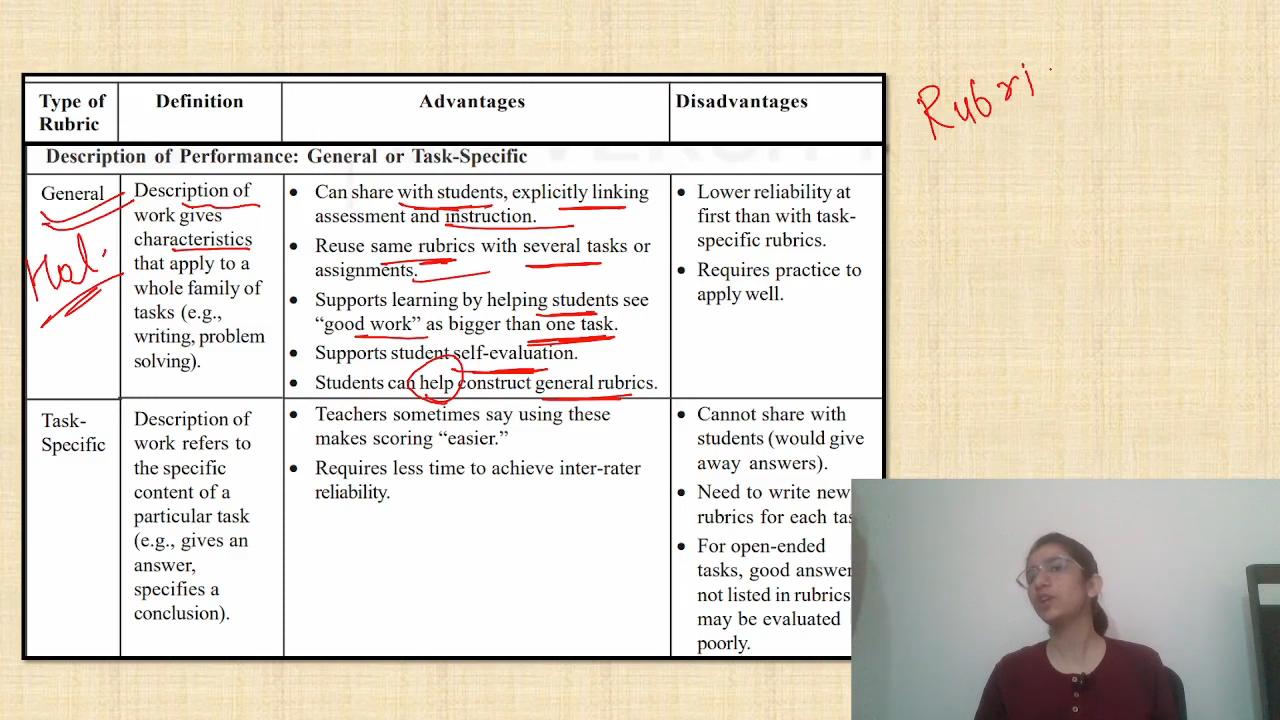 Type of Rubric
Definition
Advantages
Disadvantages
Description of Performance: General or Task-Specific
General
Hol.
Description of
work gives
characteristics
that apply to a
whole family of
tasks (e.g.,
writing, problem
solving).
• Can share with students, explicitly linking
assessment and instruction.
• Reuse same rubrics with several tasks or
assignments.
• Supports learning by helping students see
“good work” as bigger than one task.
• Supports student self-evaluation.
• Students can help construct general rubrics.
• Lower reliability at
first than with task-
specific rubrics.
• Requires practice to
apply well.
Task-
Specific
Description of
work refers to
the specific
content of a
particular task
(e.g., gives an
answer,
specifies a
conclusion).
• Teachers sometimes say using these
makes scoring “easier.”
• Requires less time to achieve inter-rater
reliability.
• Cannot share with
students (would give
away answers).
• Need to write new
rubrics for each tas
• For open-ended
tasks, good answer
not listed in rubrics
may be evaluated
poorly.
Rubri